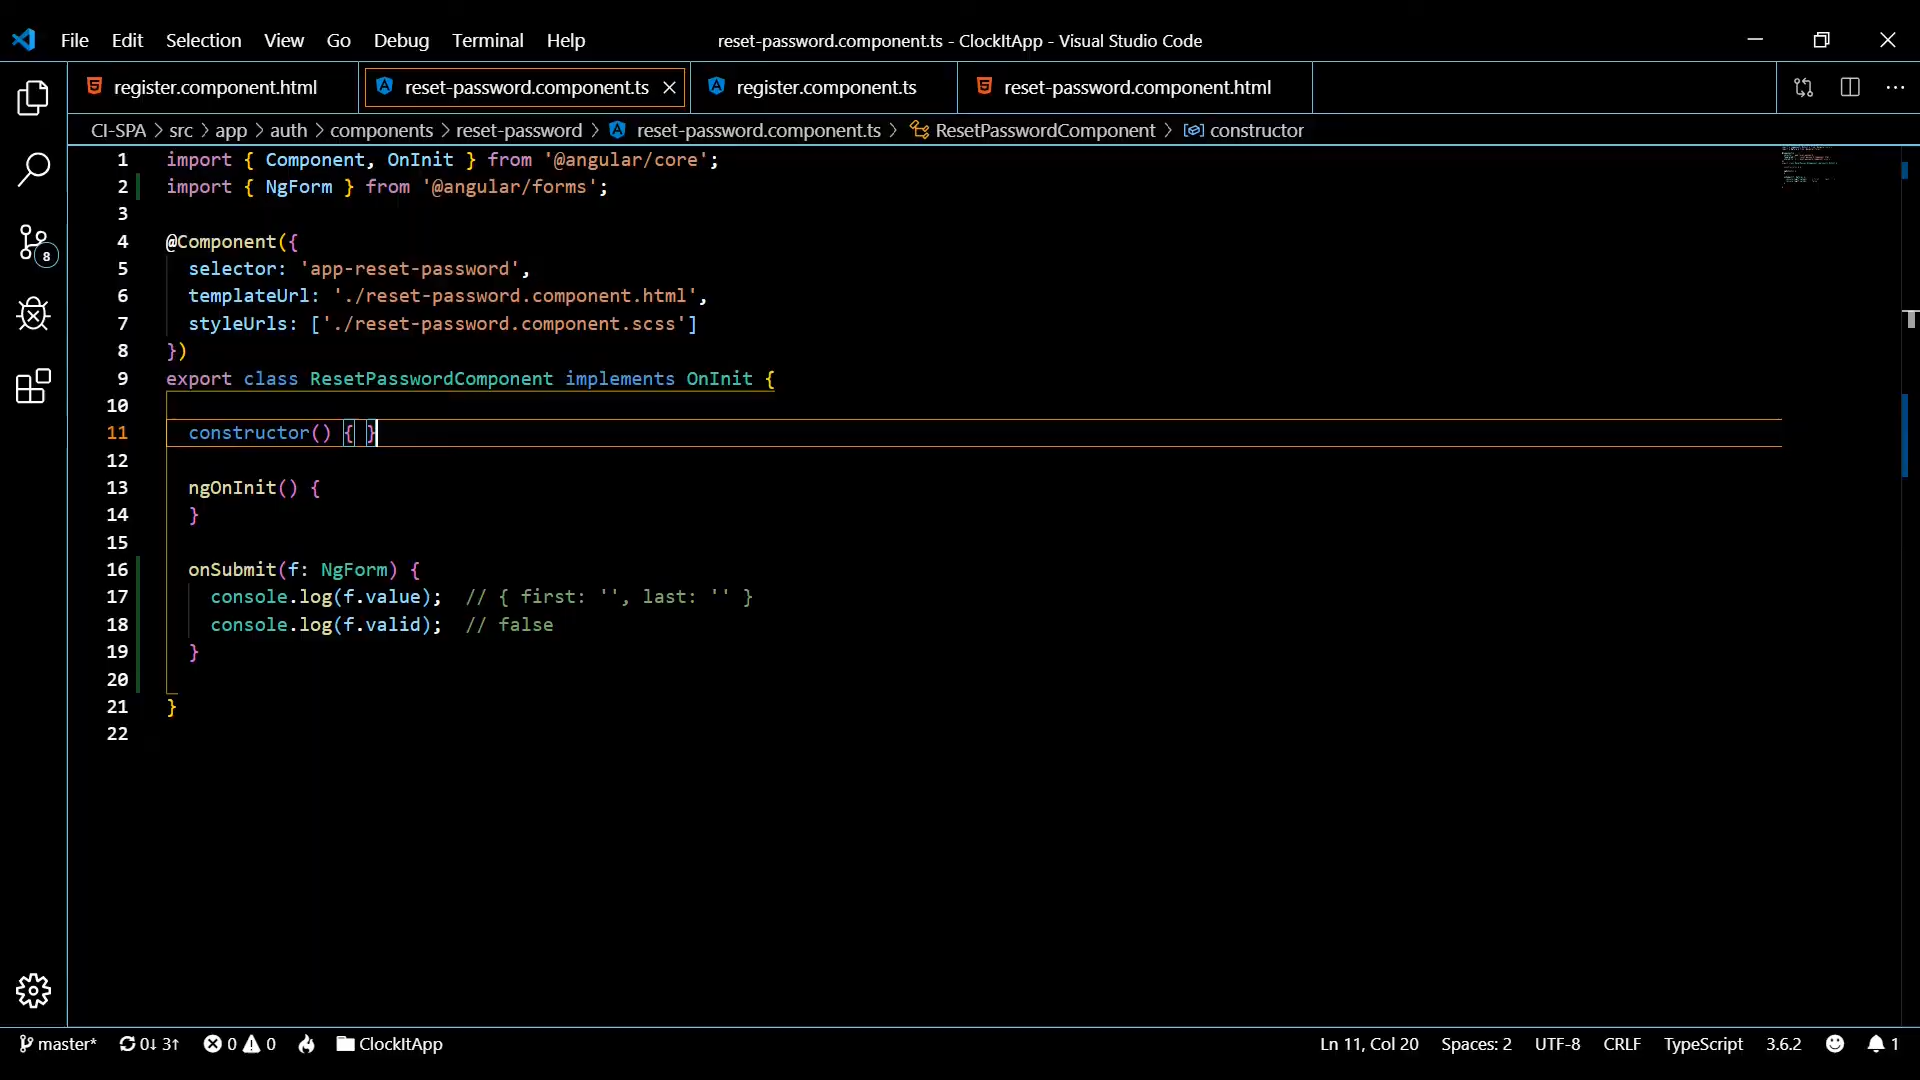 File Edit Selection View Go Debug Terminal Help reset-password.component.ts - ClockItApp - Visual Studio Code
register.component.html reset-password.component.ts register.component.ts reset-password.component.html
CI-SPA > src > app > auth > components > reset-password > reset-password.component.ts > ResetPasswordComponent > constructor
1 import { Component, OnInit } from '@angular/core';
2 import { NgForm } from '@angular/forms';
3
4 @Component({
5 selector: 'app-reset-password',
6 templateUrl: './reset-password.component.html',
7 styleUrls: ['./reset-password.component.scss']
8 })
9 export class ResetPasswordComponent implements OnInit {
10
11 constructor() { }
12
13 ngOnInit() {
14 }
15
16 onSubmit(f: NgForm) {
17 console.log(f.value); // { first: '', last: '' }
18 console.log(f.valid); // false
19 }
20
21 }
22
8
master* 0↓ 3↑ 0 0 ClockItApp Ln 11, Col 20 Spaces: 2 UTF-8 CRLF TypeScript 3.6.2 1